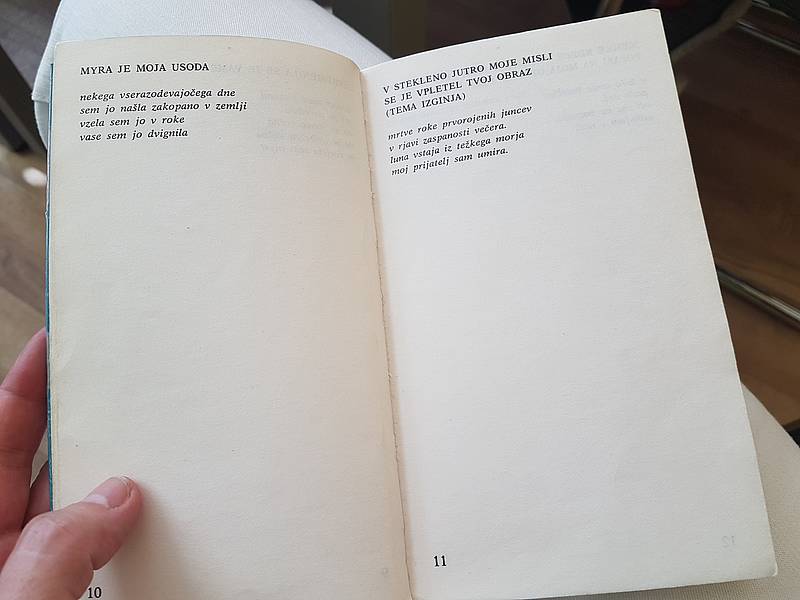 MYRA JE MOJA USODA
nekega vserazodevajočega dne
sem jo našla zakopano v zemlji
vzela sem jo v roke
vase sem jo dvignila
10
V STEKLENO JUTRO MOJE MISLI
SE JE VPLETEL TVOJ OBRAZ
(TEMA IZGINJA)
mrtve roke prvorojenih juncev
v rjavi zaspanosti večera.
luna vstaja iz težkega morja
moj prijatelj sam umira.
11